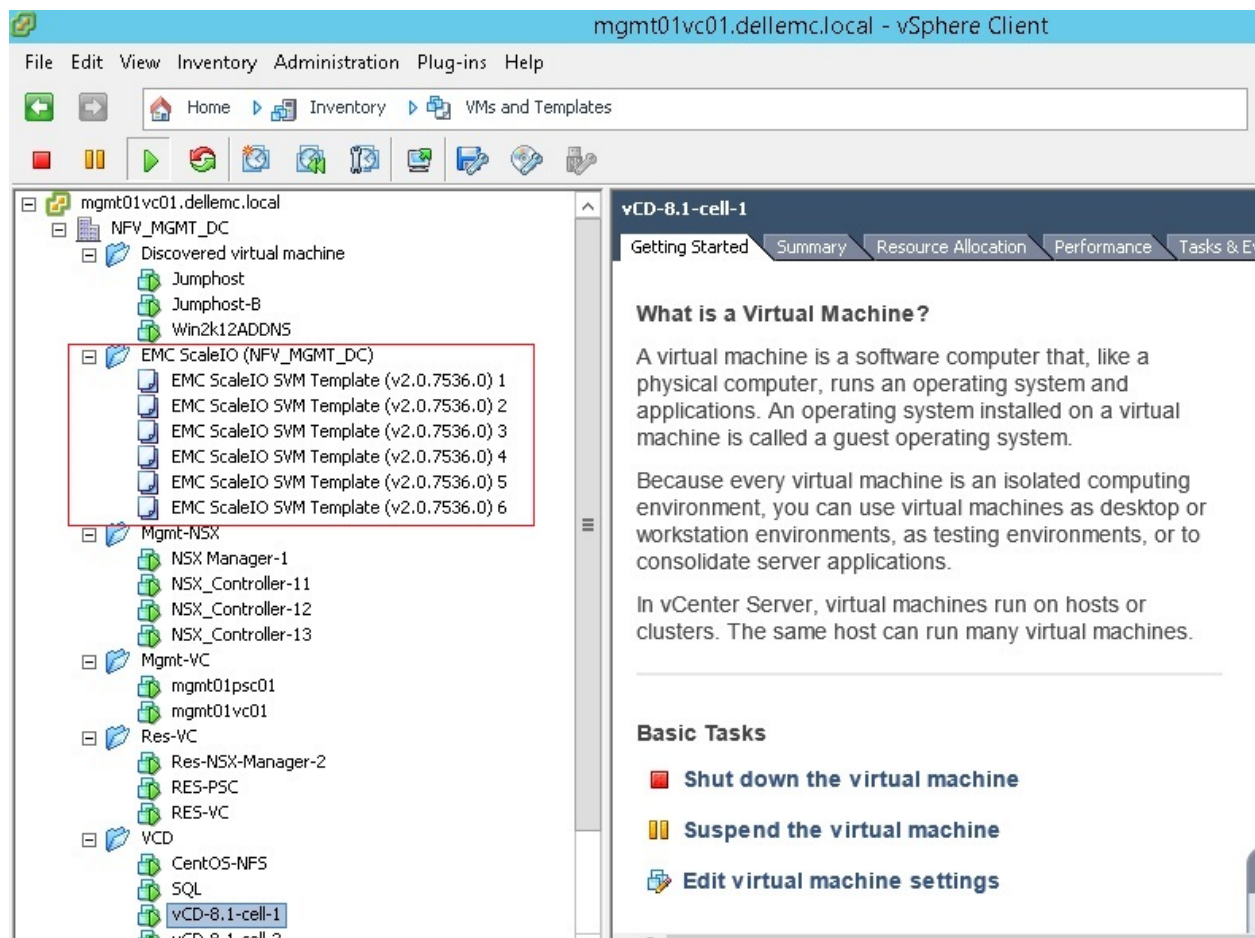 mgmt01vc01.dellemc.local - vSphere Client
File Edit View Inventory Administration Plug-ins Help
Home Inventory VMs and Templates
mgmt01vc01.dellemc.local
NFV_MGMT_DC
Discovered virtual machine
Jumphost
Jumphost-B
Win2k12ADDNS
EMC ScaleIO (NFV_MGMT_DC)
EMC ScaleIO SVM Template (v2.0.7536.0) 1
EMC ScaleIO SVM Template (v2.0.7536.0) 2
EMC ScaleIO SVM Template (v2.0.7536.0) 3
EMC ScaleIO SVM Template (v2.0.7536.0) 4
EMC ScaleIO SVM Template (v2.0.7536.0) 5
EMC ScaleIO SVM Template (v2.0.7536.0) 6
Mgmt-NSX
NSX Manager-1
NSX_Controller-11
NSX_Controller-12
NSX_Controller-13
Mgmt-VC
mgmt01psc01
mgmt01vc01
Res-VC
Res-NSX-Manager-2
RES-PSC
RES-VC
VCD
CentOS-NFS
SQL
vCD-8.1-cell-1
vCD-8.1-cell-1
Getting Started Summary Resource Allocation Performance Tasks &
What is a Virtual Machine?
A virtual machine is a software computer that, like a
physical computer, runs an operating system and
applications. An operating system installed on a virtual
machine is called a guest operating system.
Because every virtual machine is an isolated computing
environment, you can use virtual machines as desktop or
workstation environments, as testing environments, or to
consolidate server applications.
In vCenter Server, virtual machines run on hosts or
clusters. The same host can run many virtual machines.
Basic Tasks
Shut down the virtual machine
Suspend the virtual machine
Edit virtual machine settings